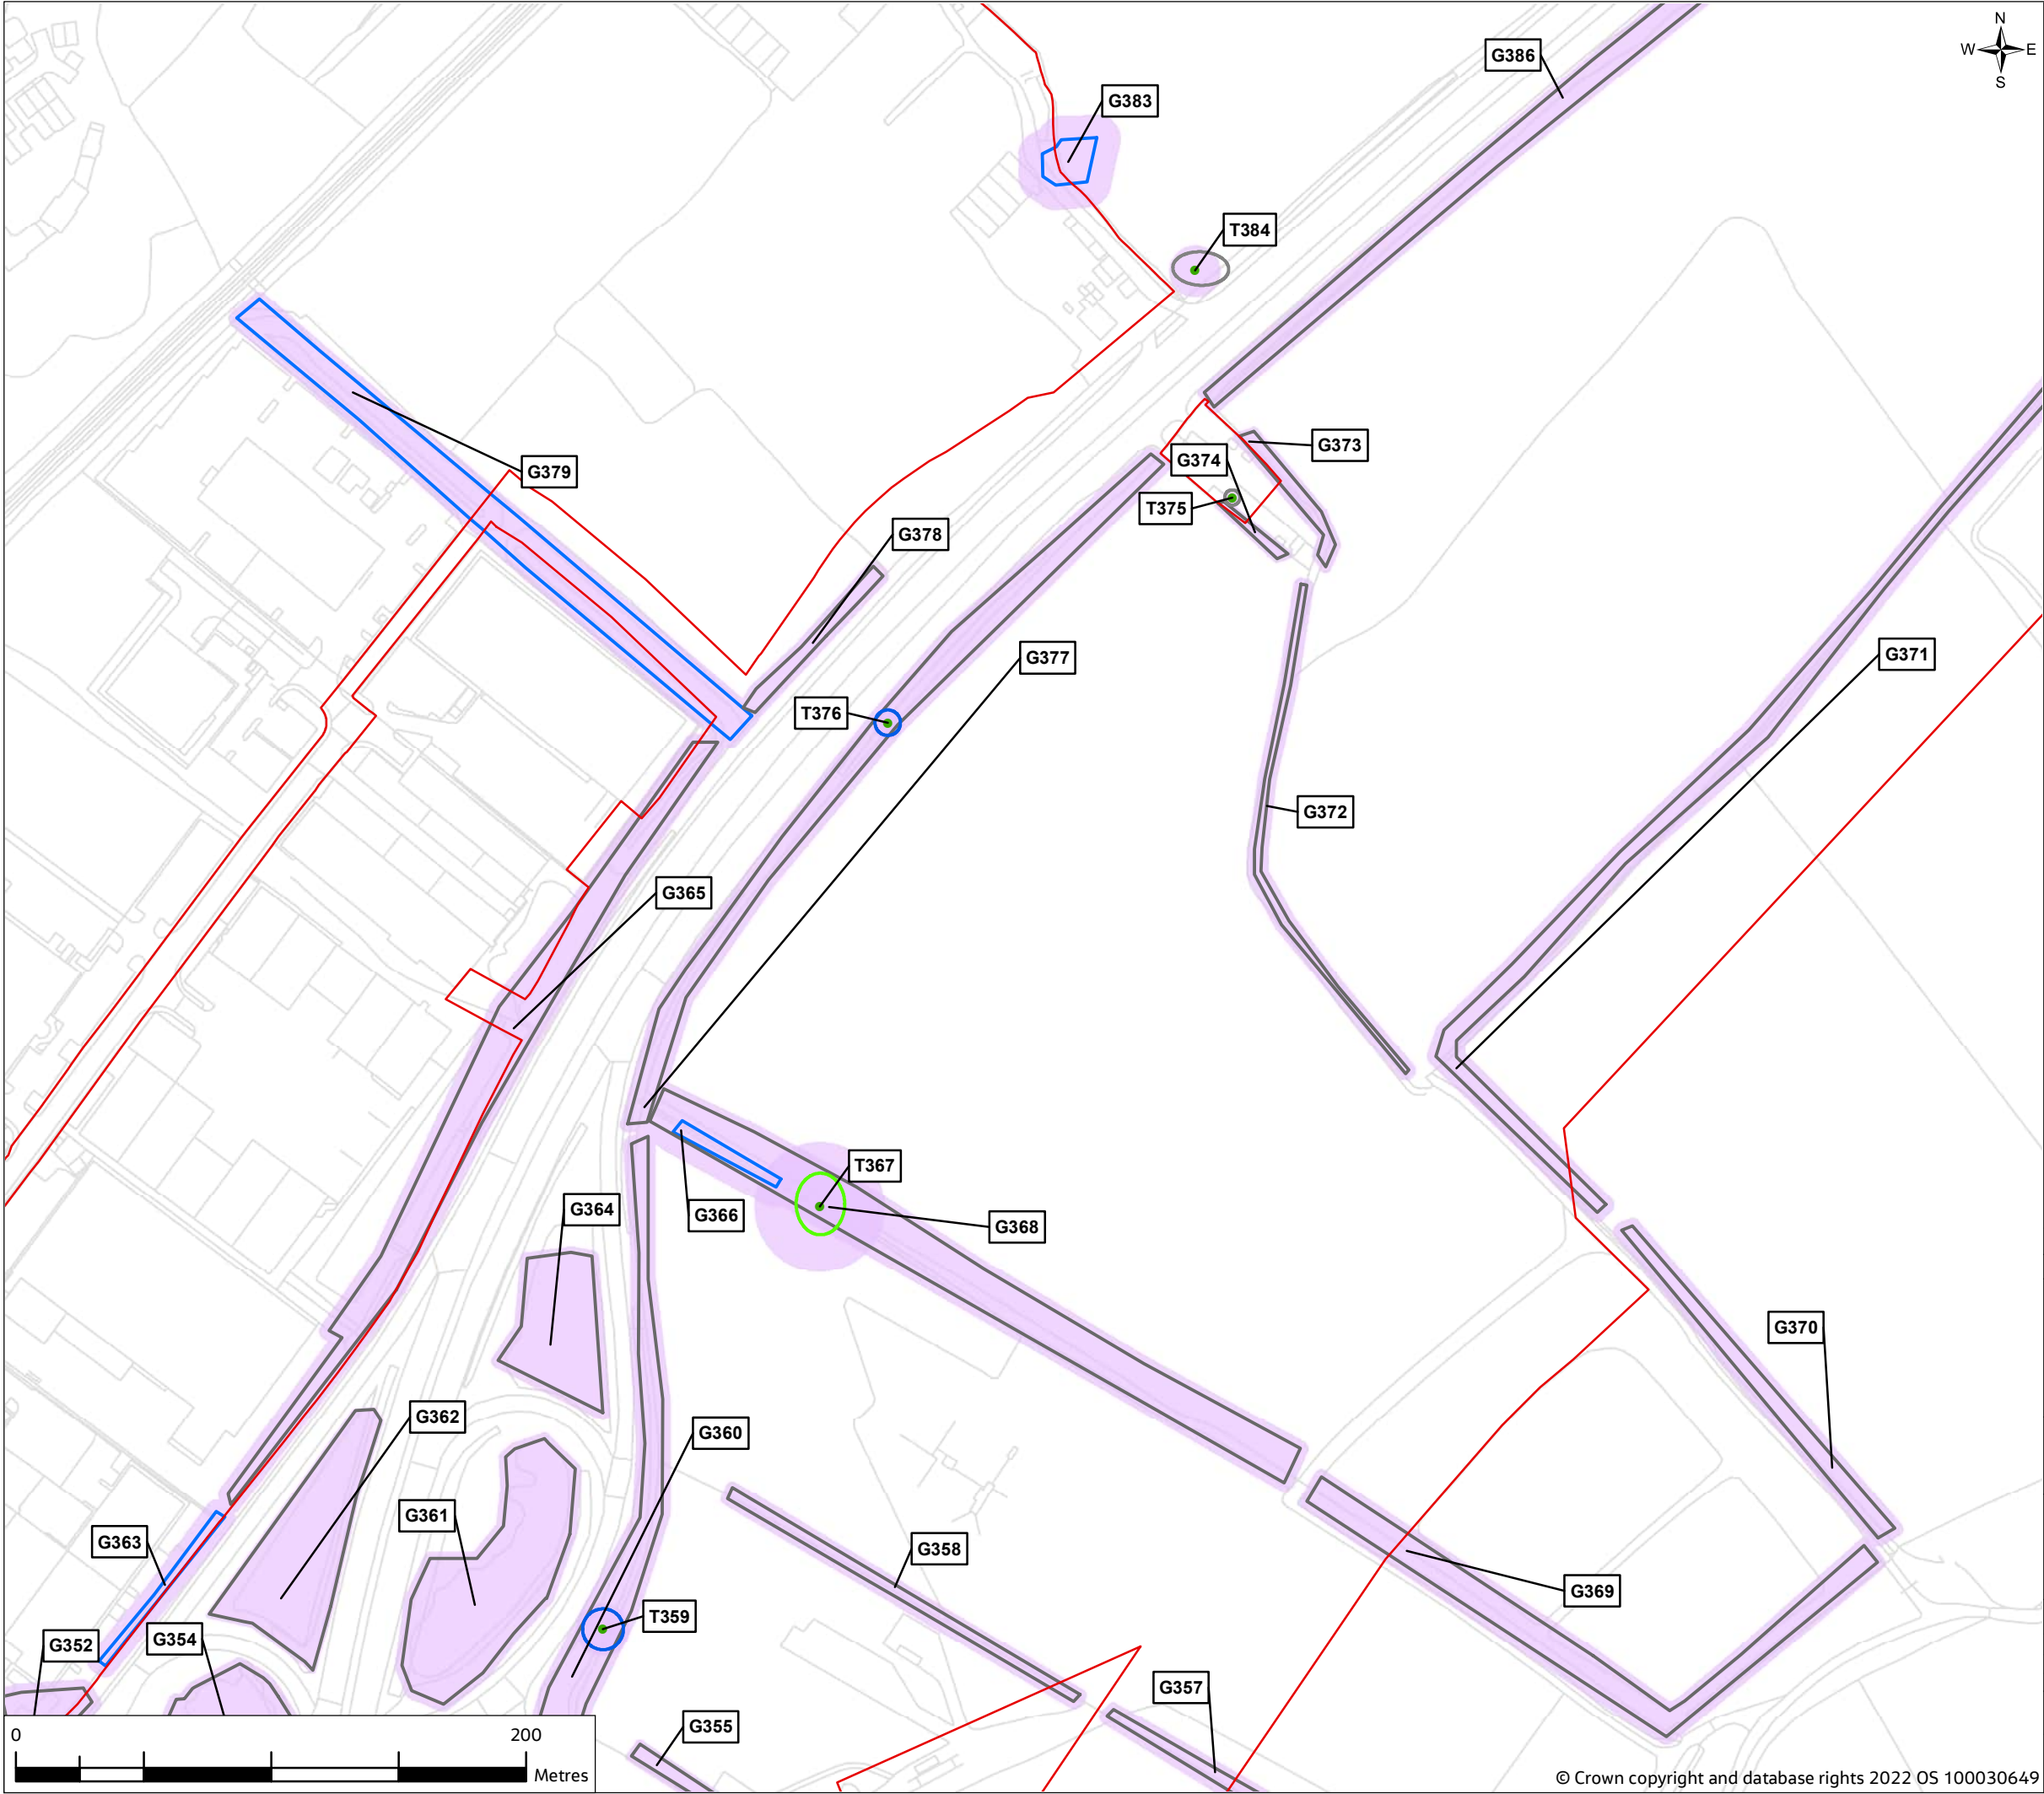 N
W E
S
G386
G383
T384
G373
G374
G379
T375
G378
G377
G371
T376
G372
G365
T367
G364
G366
G368
G370
G362
G360
G361
G363
G358
G369
T359
G352
G354
G357
G355
0 200
Metres
© Crown copyright and database rights 2022 OS 100030649